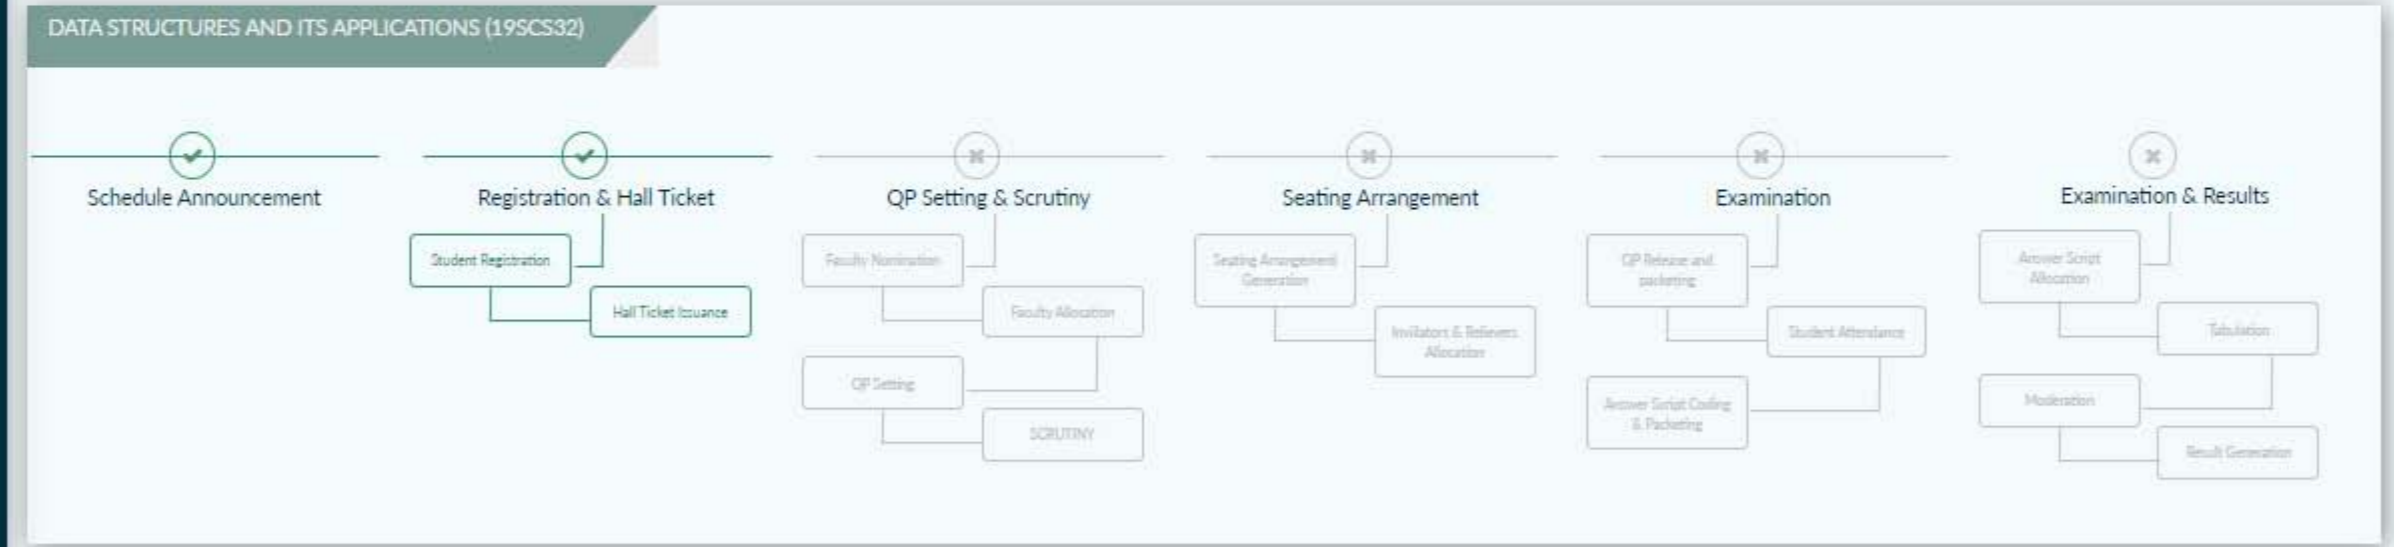 DATA STRUCTURES AND ITS APPLICATIONS (19SCS32)
Schedule Announcement
Registration & Hall Ticket
Student Registration
Hall Ticket Issuance
QP Setting & Scrutiny
Faculty Nomination
Faculty Allocation
QP Setting
SCRUTINY
Seating Arrangement
Seating Arrangement
Generation
Invillators & Relievers
Allocation
Examination
QP Release and
packeting
Student Attendance
Answer Script Coding
& Packeting
Examination & Results
Answer Script
Allocation
Tabulation
Moderation
Result Generation